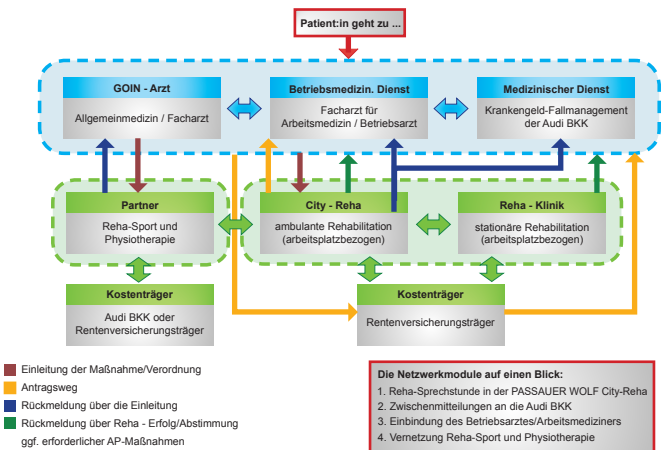 Patient:in geht zu ...
GOIN - Arzt
Allgemeinmedizin / Facharzt
Betriebsmedizin. Dienst
Facharzt für
Arbeitsmedizin / Betriebsarzt
Medizinischer Dienst
Krankengeld-Fallmanagement
der Audi BKK
Partner
Reha-Sport und
Physiotherapie
City - Reha
ambulante Rehabilitation
(arbeitsplatzbezogen)
Reha - Klinik
stationäre Rehabilitation
(arbeitsplatzbezogen)
Kostenträger
Audi BKK oder
Rentenversicherungsträger
Kostenträger
Rentenversicherungsträger
Einleitung der Maßnahme/Verordnung
Antragsweg
Rückmeldung über die Einleitung
Rückmeldung über Reha - Erfolg/Abstimmung
ggf. erforderlicher AP-Maßnahmen
Die Netzwerkmodule auf einen Blick:
1. Reha-Sprechstunde in der PASSAUER WOLF City-Reha
2. Zwischenmitteilungen an die Audi BKK
3. Einbindung des Betriebsarztes/Arbeitsmediziners
4. Vernetzung Reha-Sport und Physiotherapie